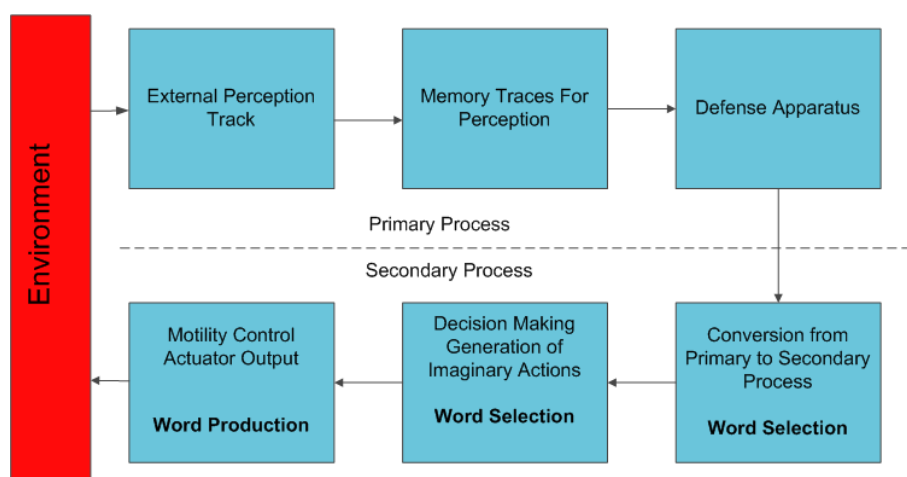 Environment
External Perception
Track
Memory Traces For
Perception
Defense Apparatus
Primary Process
Secondary Process
Motility Control
Actuator Output
Word Production
Decision Making
Generation of
Imaginary Actions
Word Selection
Conversion from
Primary to Secondary
Process
Word Selection